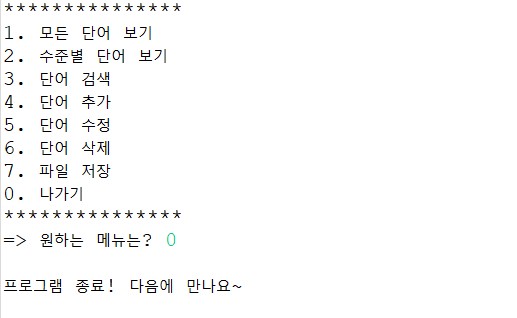 ***************
1. 모든 단어 보기
2. 수준별 단어 보기
3. 단어 검색
4. 단어 추가
5. 단어 수정
6. 단어 삭제
7. 파일 저장
0. 나가기
***************
=> 원하는 메뉴는? 0
프로그램 종료! 다음에 만나요~